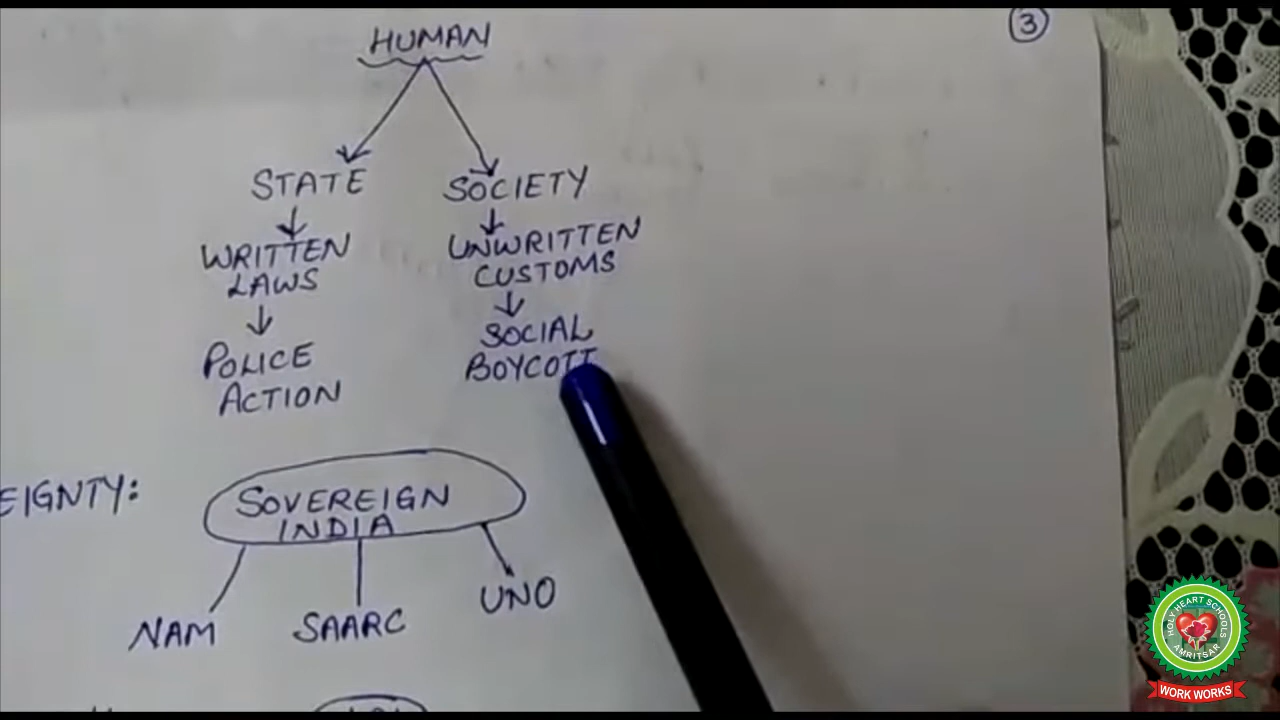 3
HUMAN
STATE
SOCIETY
WRITTEN
LAWS
UNWRITTEN
CUSTOMS
POLICE
ACTION
SOCIAL
BOYCOTT
EIGNTY:
SOVEREIGN
INDIA
NAM
SAARC
UNO
HOLY HEART SCHOOLS
AMRITSAR
WORK WORKS